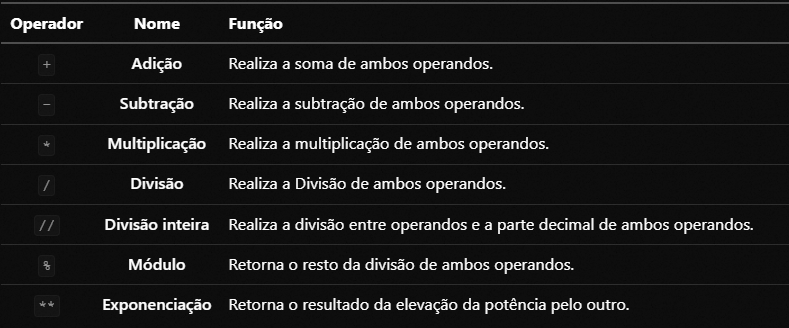 Operador Nome Função
+ Adição Realiza a soma de ambos operandos.
- Subtração Realiza a subtração de ambos operandos.
* Multiplicação Realiza a multiplicação de ambos operandos.
/ Divisão Realiza a Divisão de ambos operandos.
// Divisão inteira Realiza a divisão entre operandos e a parte decimal de ambos operandos.
% Módulo Retorna o resto da divisão de ambos operandos.
** Exponenciação Retorna o resultado da elevação da potência pelo outro.